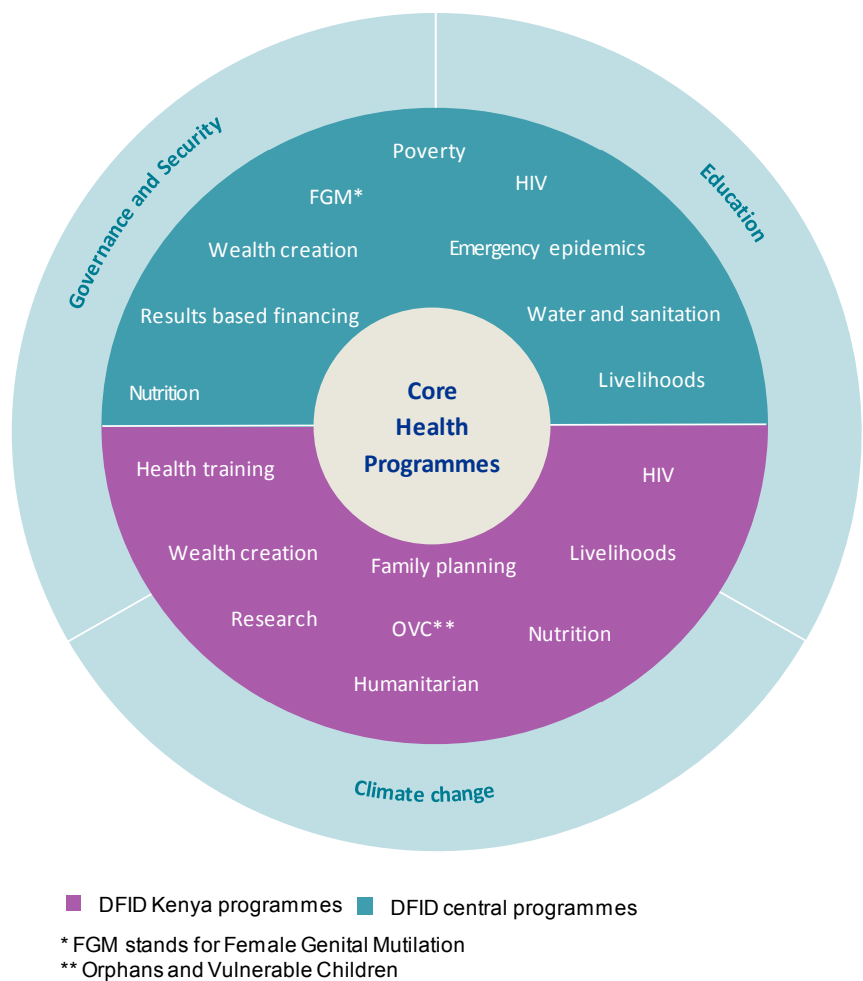 Governance and Security
Education
Poverty
HIV
FGM*
Wealth creation
Emergency epidemics
Results based financing
Water and sanitation
Nutrition
Livelihoods
Core
Health
Programmes
Health training
HIV
Wealth creation
Family planning
Livelihoods
Research
OVC**
Nutrition
Humanitarian
Climate change
DFID Kenya programmes
DFID central programmes
* FGM stands for Female Genital Mutilation
** Orphans and Vulnerable Children